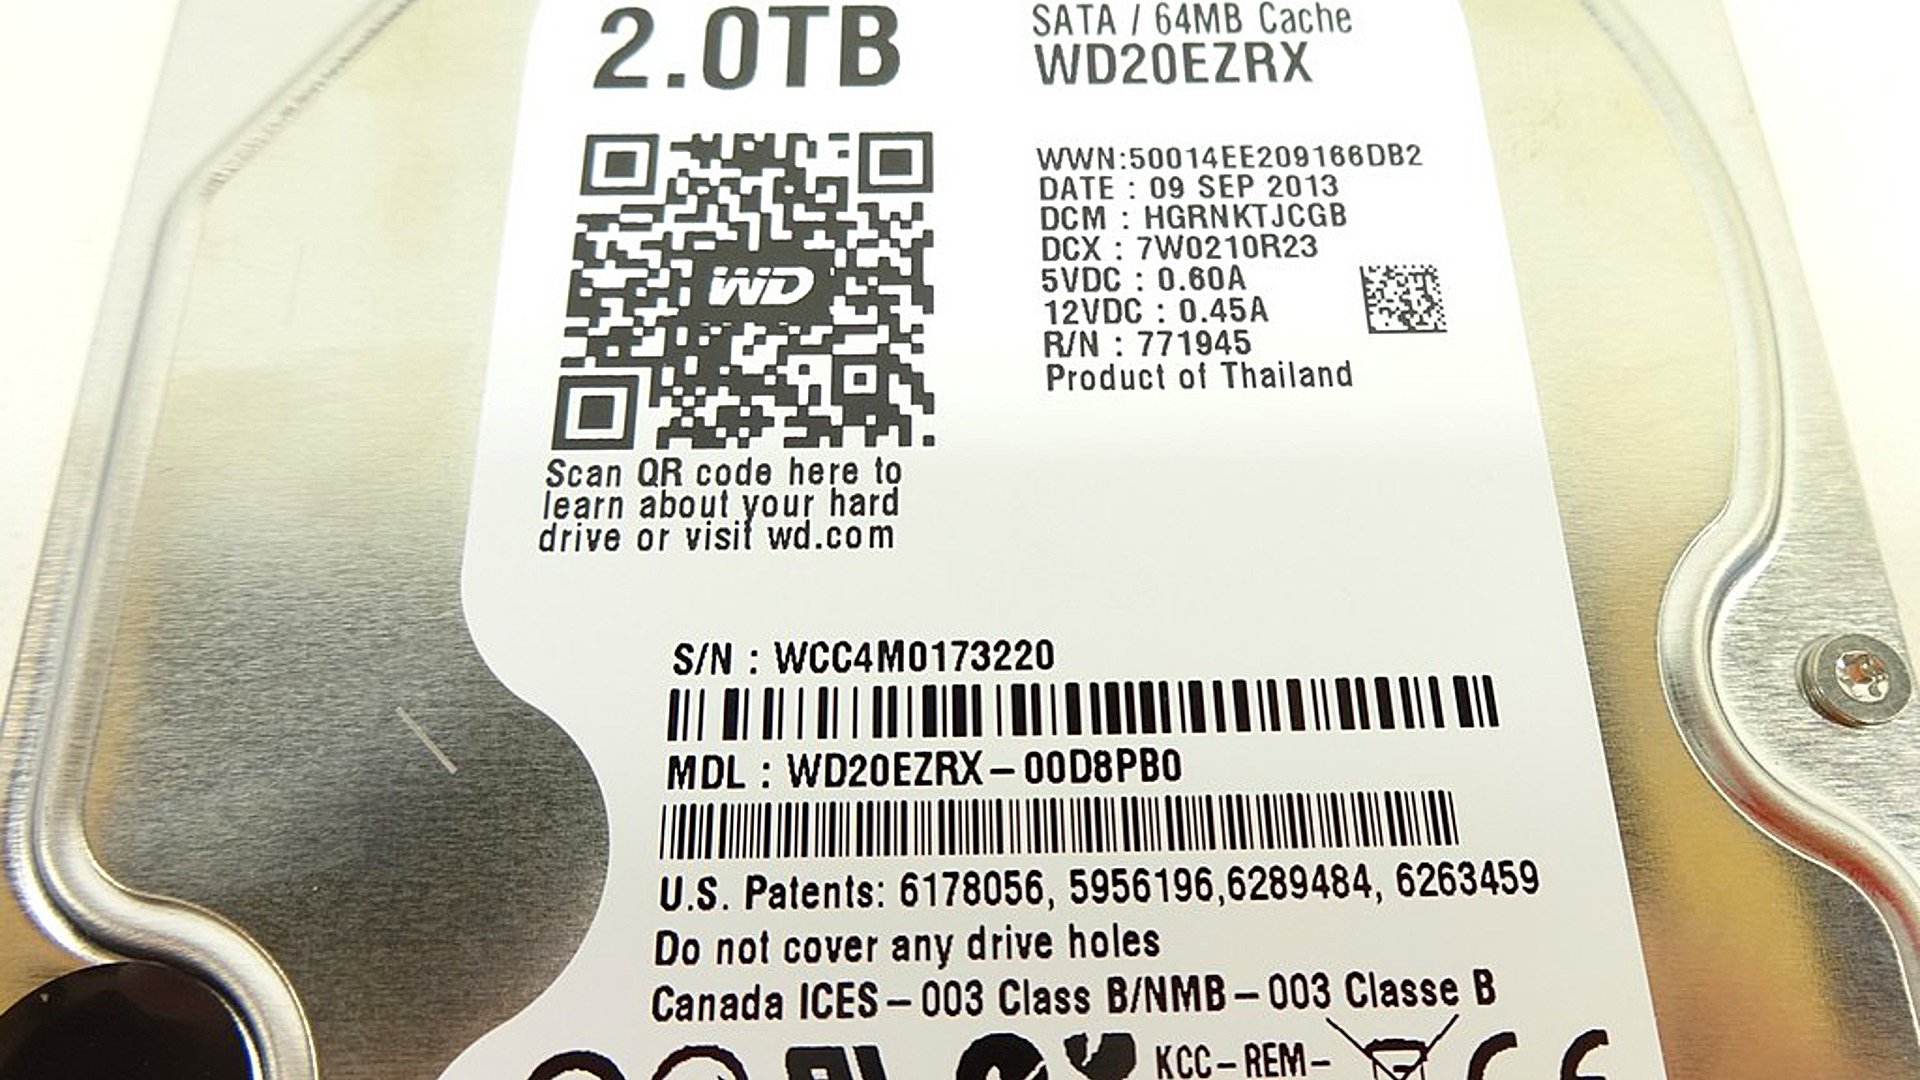 2.0TB
SATA / 64MB Cache
WD20EZRX
WWN:50014EE209166DB2
DATE : 09 SEP 2013
DCM : HGRNKTJCGB
DCX : 7W0210R23
5VDC : 0.60A
12VDC : 0.45A
R/N : 771945
Product of Thailand
WD
Scan QR code here to
learn about your hard
drive or visit wd.com
S/N : WCC4M0173220
MDL : WD20EZRX – 00D8PB0
U.S. Patents: 6178056, 5956196,6289484, 6263459
Do not cover any drive holes
Canada ICES – 003 Class B/NMB – 003 Classe B
KCC – REM –